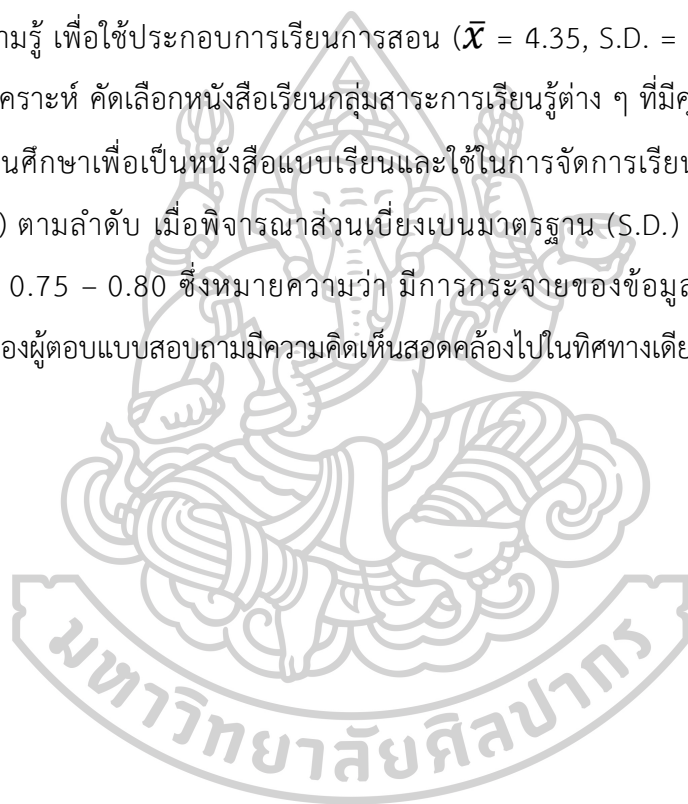 ามรู้ เพื่อใช้ประกอบการเรียนการสอน (x̄ = 4.35, S.D. =
คราะห์ คัดเลือกหนังสือเรียนกลุ่มสาระการเรียนรู้ต่าง ๆ ที่มีคุ
นศึกษาเพื่อเป็นหนังสือแบบเรียนและใช้ในการจัดการเรียน
) ตามลำดับ เมื่อพิจารณาส่วนเบี่ยงเบนมาตรฐาน (S.D.)
0.75 – 0.80 ซึ่งหมายความว่า มีการกระจายของข้อมูล
องผู้ตอบแบบสอบถามมีความคิดเห็นสอดคล้องไปในทิศทางเดีย
มหาวิทยาลัยศิลปากร